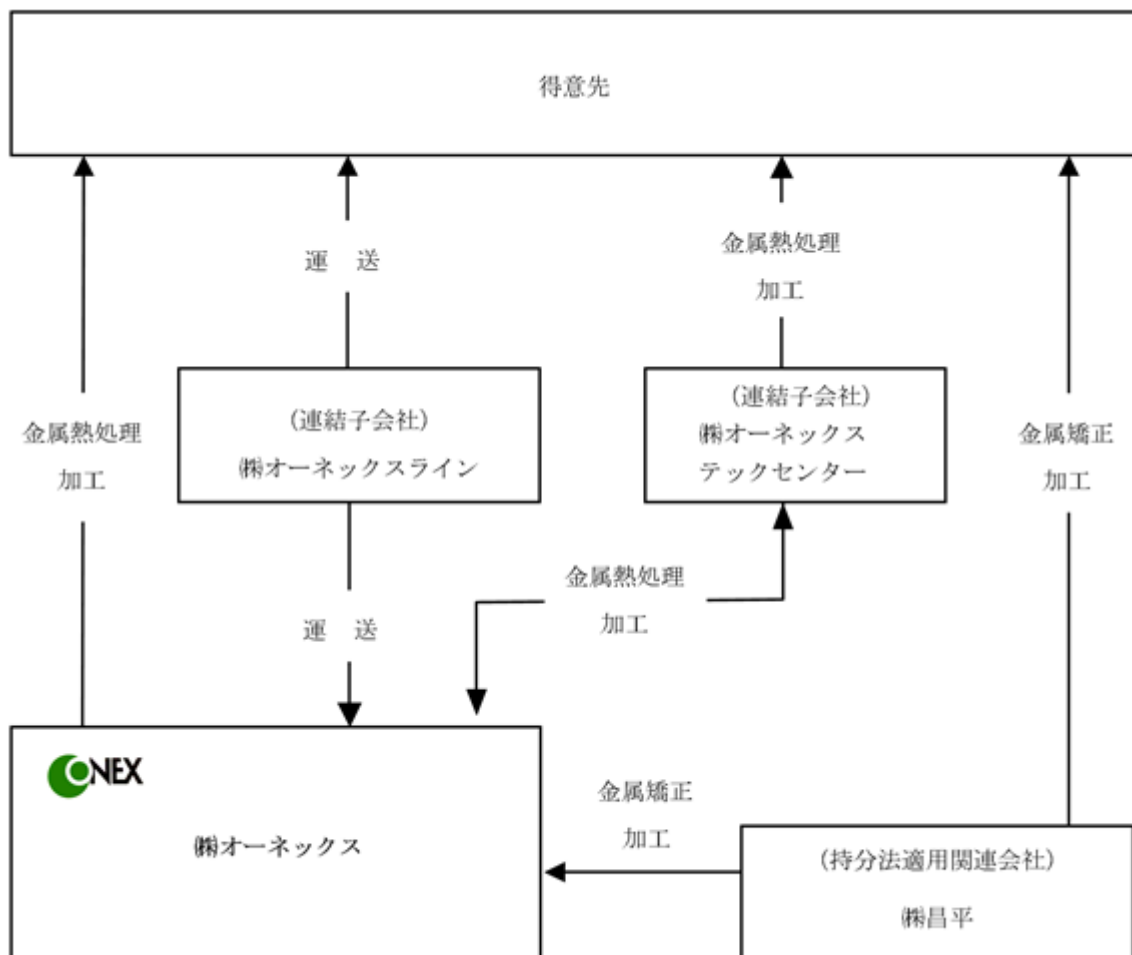 得意先
運 送
金属熱処理
加工
(連結子会社)
㈱オーネックスライン
(連結子会社)
㈱オーネックス
テックセンター
金属熱処理
加工
金属矯正
加工
金属熱処理
加工
運 送
ONEX
㈱オーネックス
金属矯正
加工
(持分法適用関連会社)
㈱昌平